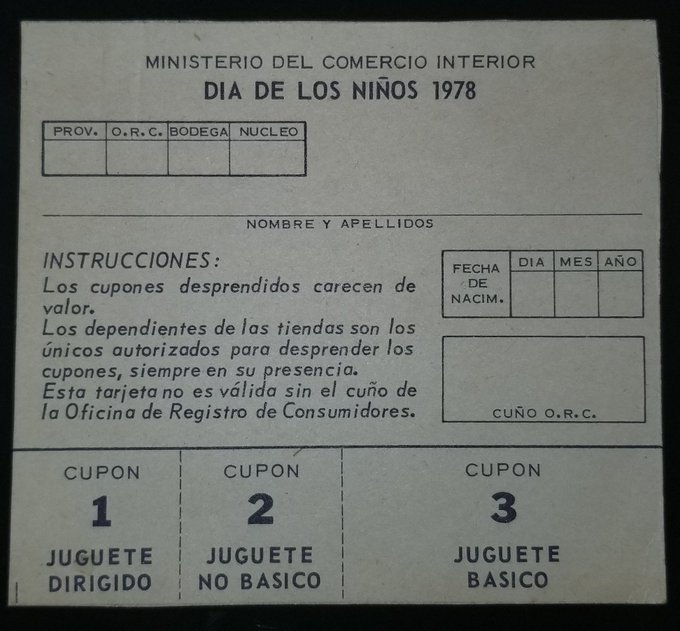 MINISTERIO DEL COMERCIO INTERIOR
DIA DE LOS NIÑOS 1978
PROV. O.R.C. BODEGA NUCLEO
NOMBRE Y APELLIDOS
INSTRUCCIONES:
Los cupones desprendidos carecen de
valor.
Los dependientes de las tiendas son los
únicos autorizados para desprender los
cupones, siempre en su presencia.
Esta tarjeta no es válida sin el cuño de
la Oficina de Registro de Consumidores.
FECHA
DE
NACIM.
DIA MES AÑO
CUÑO O.R.C.
CUPON
1
JUGUETE
DIRIGIDO
CUPON
2
JUGUETE
NO BASICO
CUPON
3
JUGUETE
BASICO